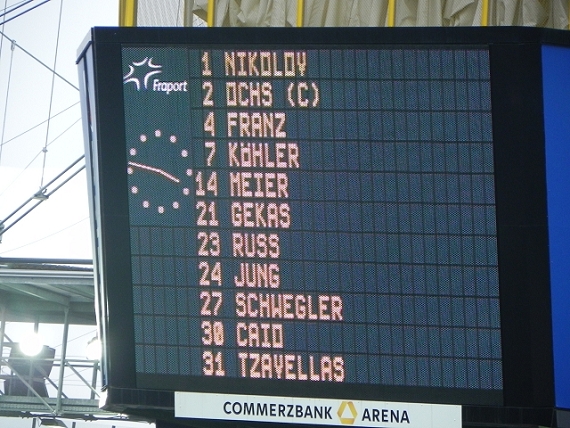 Fraport
1 NIKOLOV
2 OCHS (C)
4 FRANZ
7 KÖHLER
14 MEIER
21 GEKAS
23 RUSS
24 JUNG
27 SCHWEGLER
30 CAIO
31 TZAVELLAS
COMMERZBANK ARENA